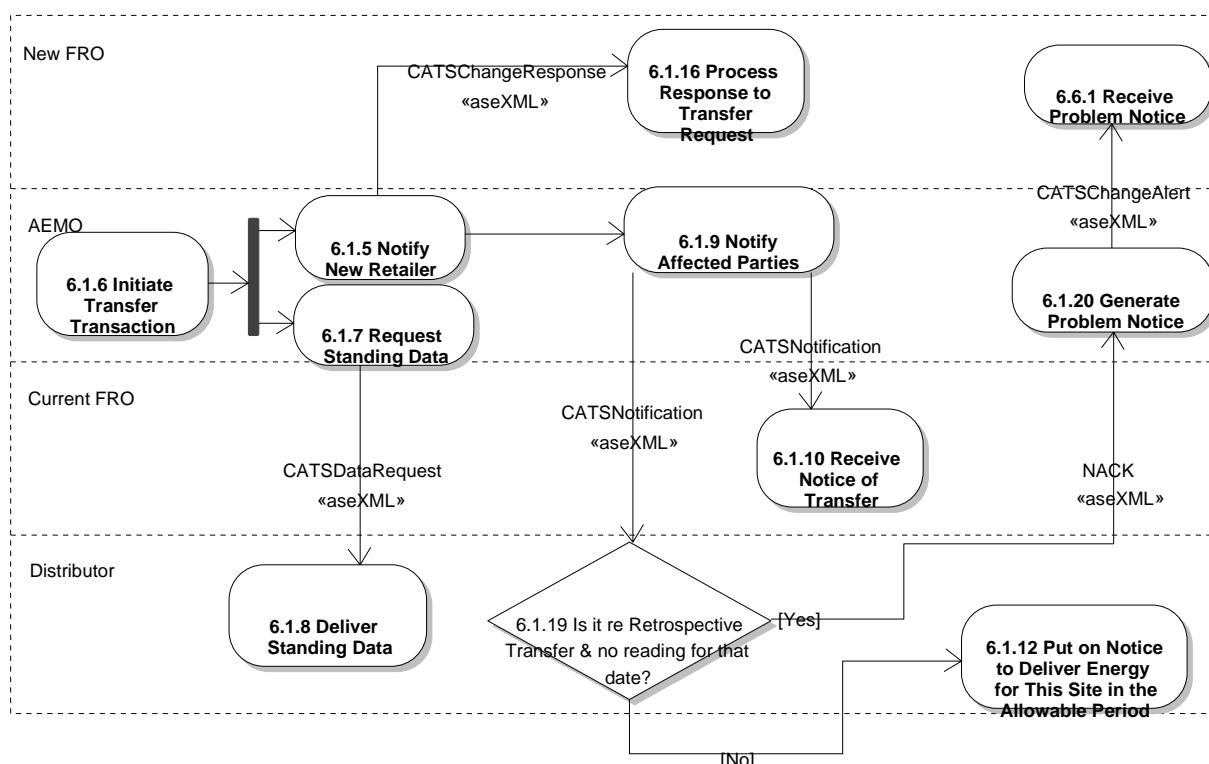 New FRO
CATSChangeResponse
«aseXML»
6.1.16 Process
Response to
Transfer
Request
6.6.1 Receive
Problem Notice
AEMO
6.1.6 Initiate
Transfer
Transaction
6.1.5 Notify
New Retailer
6.1.7 Request
Standing Data
6.1.9 Notify
Affected Parties
CATSChangeAlert
«aseXML»
6.1.20 Generate
Problem Notice
CATSNotification
«aseXML»
Current FRO
CATSNotification
«aseXML»
CATSDataRequest
«aseXML»
6.1.10 Receive
Notice of
Transfer
NACK
«aseXML»
Distributor
6.1.8 Deliver
Standing Data
6.1.19 Is it re Retrospective
Transfer & no reading for that
date?
[Yes]
[No]
6.1.12 Put on Notice
to Deliver Energy
for This Site in the
Allowable Period